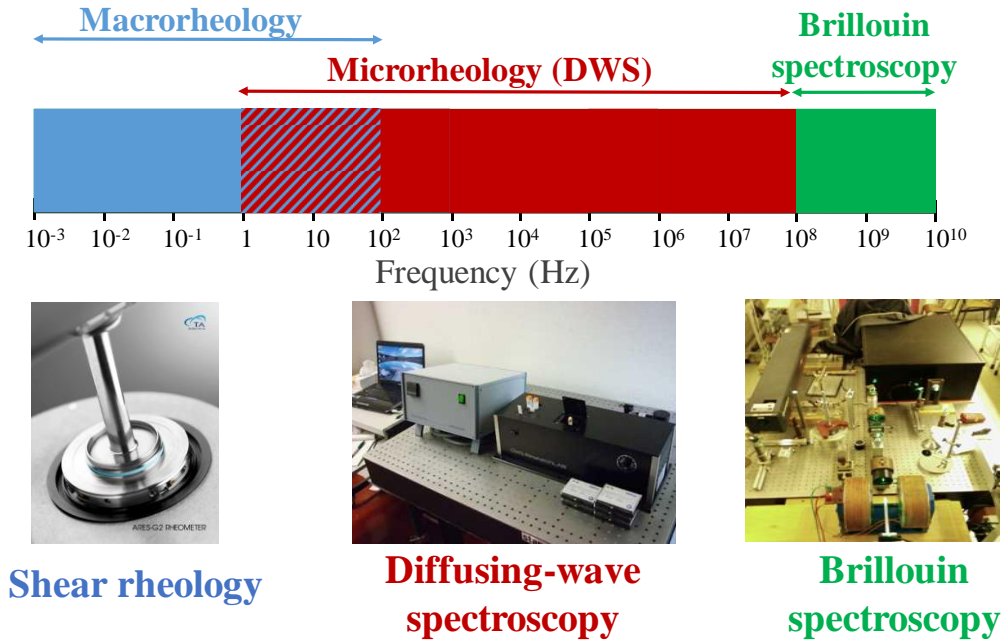 Macrorheology
Brillouin
spectroscopy
Microrheology (DWS)
10⁻³ 10⁻² 10⁻¹ 1 10 10² 10³ 10⁴ 10⁵ 10⁶ 10⁷ 10⁸ 10⁹ 10¹⁰
Frequency (Hz)
TA
ARES-G2 RHEOMETER
Shear rheology
Diffusing-wave
spectroscopy
Brillouin
spectroscopy